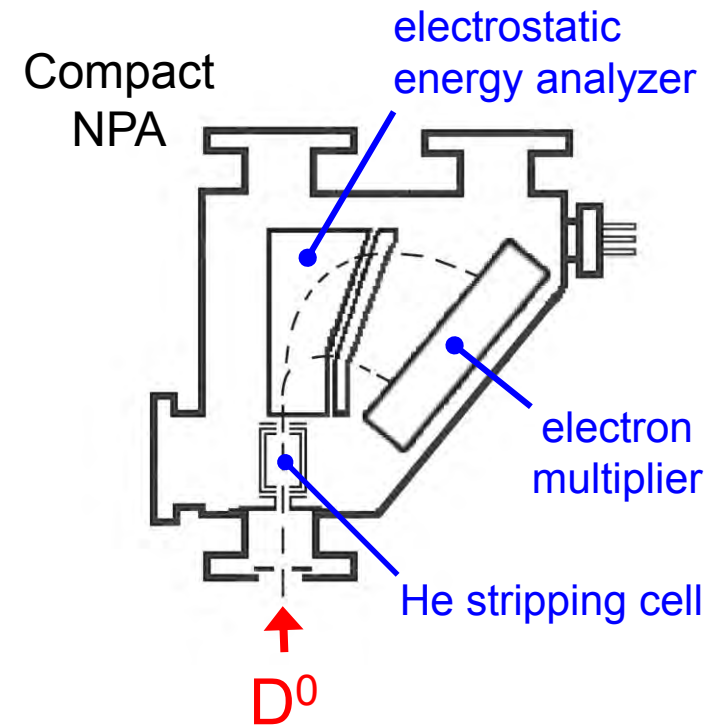 Compact
NPA
electrostatic
energy analyzer
electron
multiplier
He stripping cell
D⁰